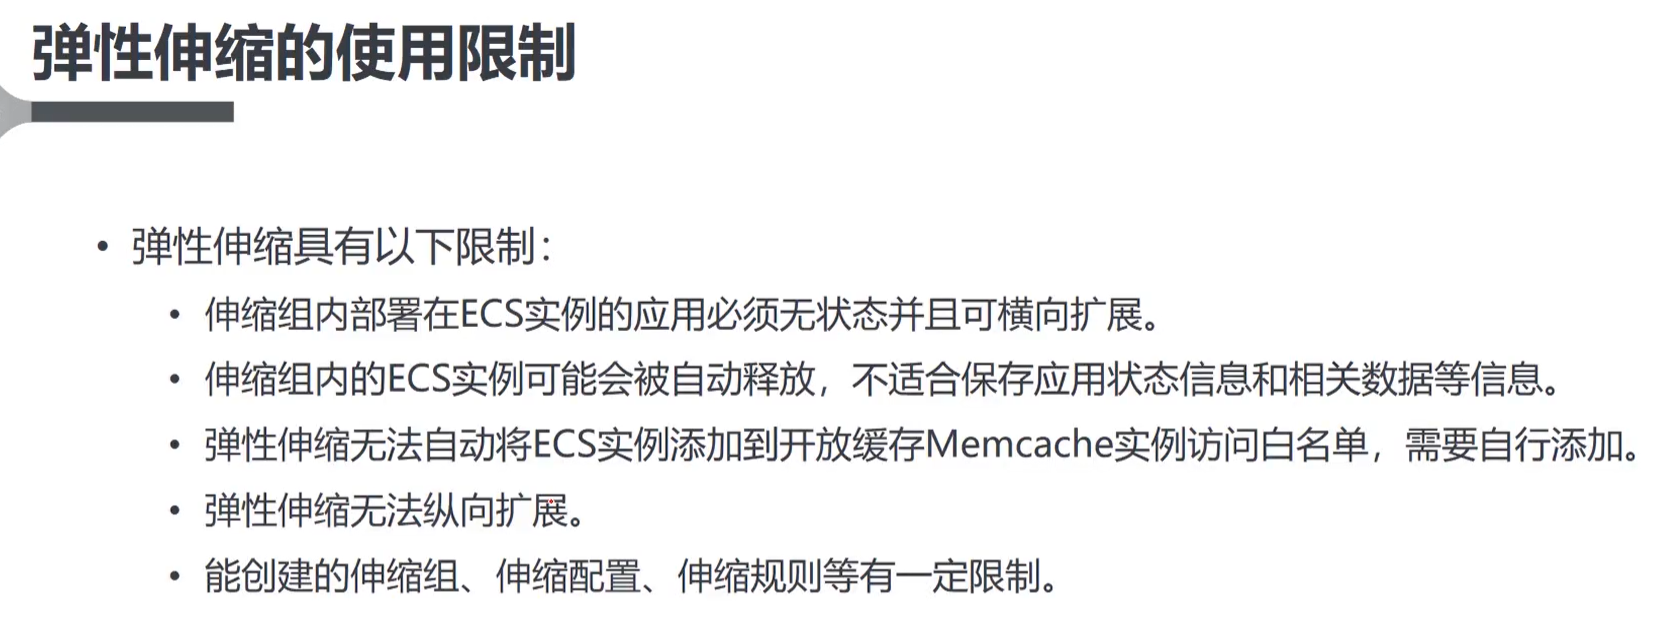 弹性伸缩的使用限制
• 弹性伸缩具有以下限制：
• 伸缩组内部署在ECS实例的应用必须无状态并且可横向扩展。
• 伸缩组内的ECS实例可能会被自动释放，不适合保存应用状态信息和相关数据等信息。
• 弹性伸缩无法自动将ECS实例添加到开放缓存Memcache实例访问白名单，需要自行添加。
• 弹性伸缩无法纵向扩展。
• 能创建的伸缩组、伸缩配置、伸缩规则等有一定限制。